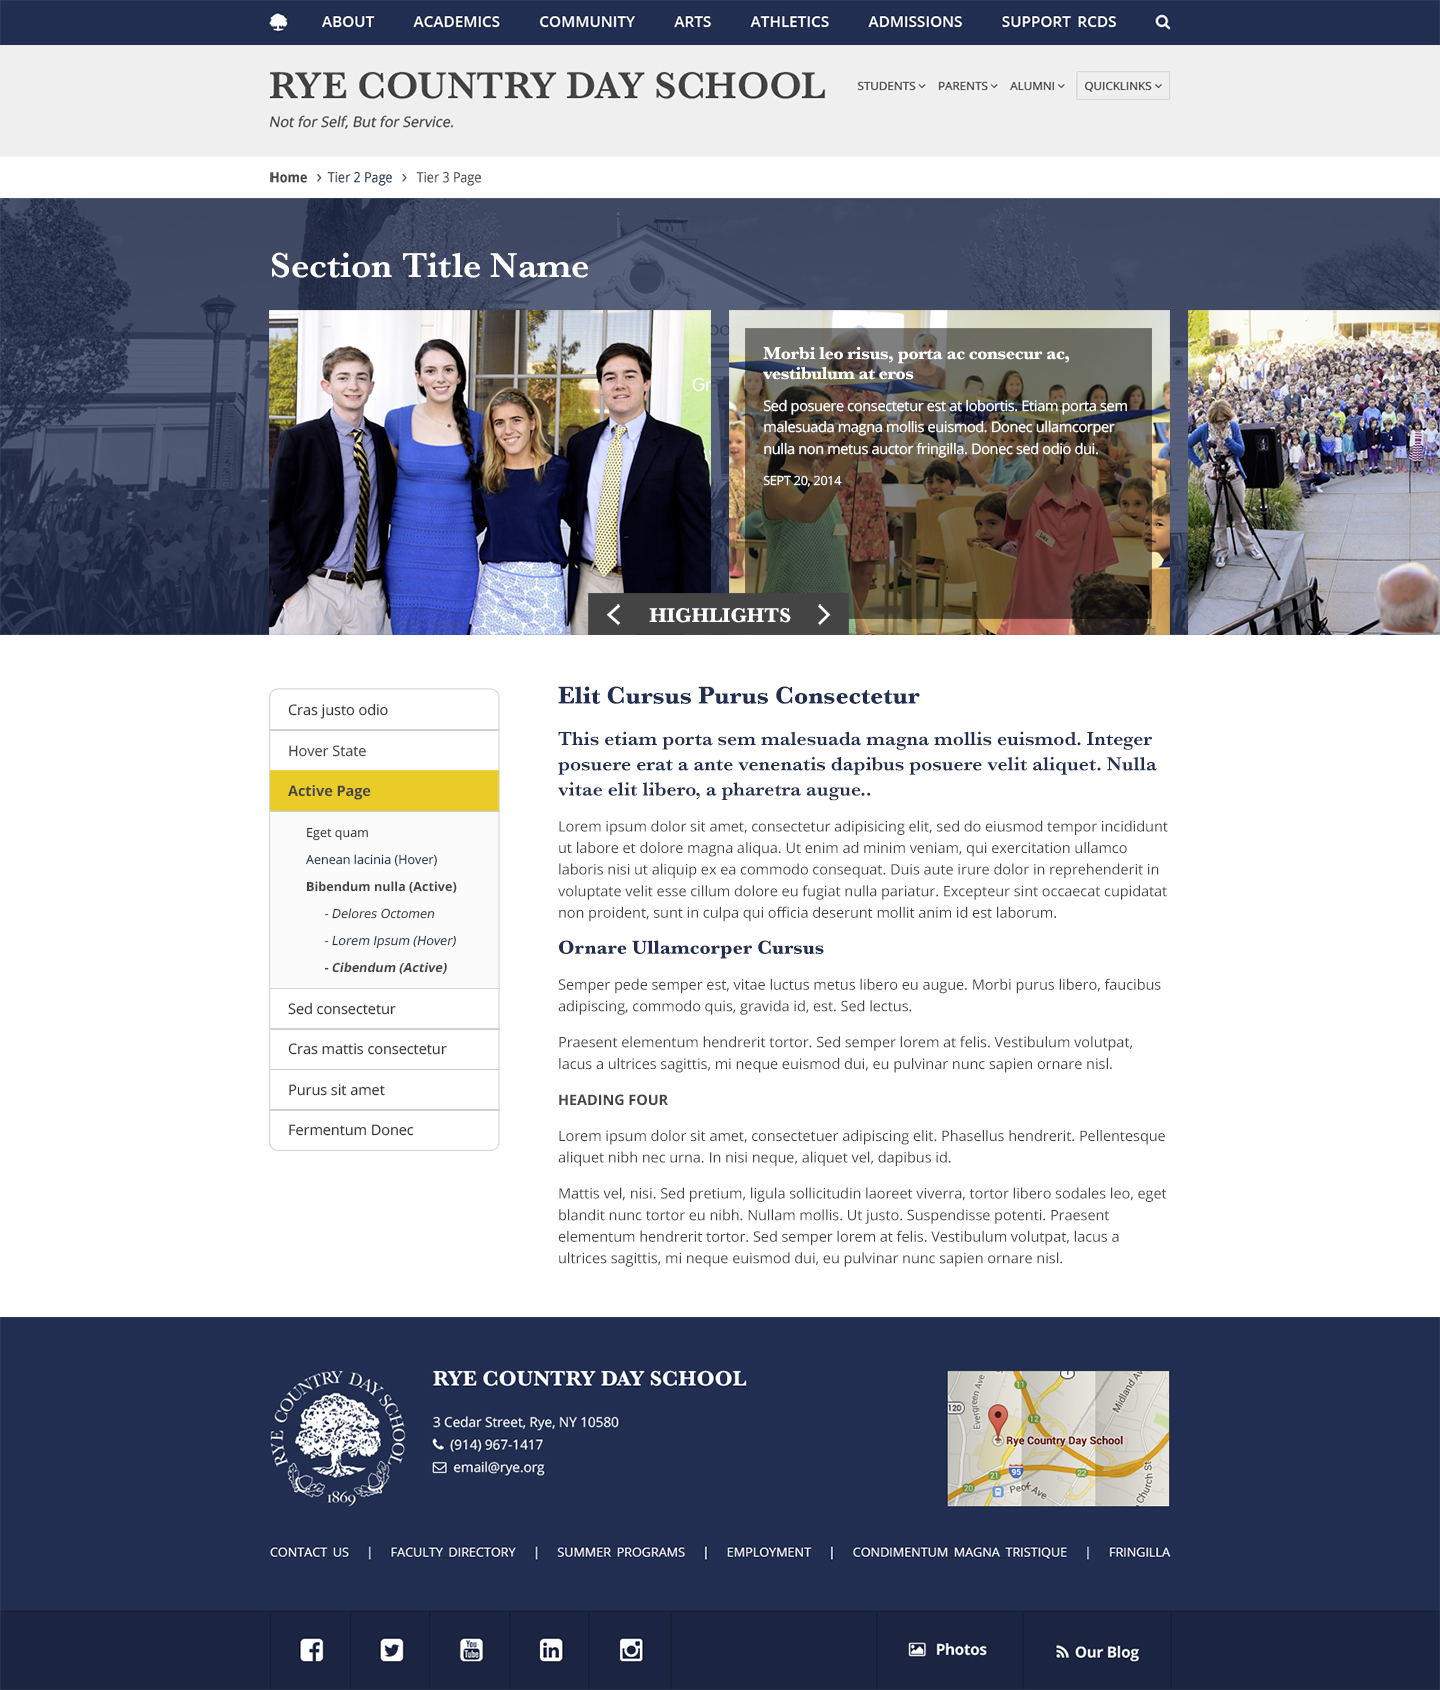 ABOUT ACADEMICS COMMUNITY ARTS ATHLETICS ADMISSIONS SUPPORT RCDS
RYE COUNTRY DAY SCHOOL
STUDENTS PARENTS ALUMNI QUICKLINKS
Not for Self, But for Service.
Home › Tier 2 Page › Tier 3 Page
Section Title Name
Gr
Morbi leo risus, porta ac consecur ac,
vestibulum at eros
Sed posuere consectetur est at lobortis. Etiam porta sem
malesuada magna mollis euismod. Donec ullamcorper
nulla non metus auctor fringilla. Donec sed odio dui.
SEPT 20, 2014
HIGHLIGHTS
Cras justo odio
Hover State
Active Page
Eget quam
Aenean lacinia (Hover)
Bibendum nulla (Active)
- Delores Octomen
- Lorem Ipsum (Hover)
- Cibendum (Active)
Sed consectetur
Cras mattis consectetur
Purus sit amet
Fermentum Donec
Elit Cursus Purus Consectetur
This etiam porta sem malesuada magna mollis euismod. Integer
posuere erat a ante venenatis dapibus posuere velit aliquet. Nulla
vitae elit libero, a pharetra augue..
Lorem ipsum dolor sit amet, consectetur adipisicing elit, sed do eiusmod tempor incididunt
ut labore et dolore magna aliqua. Ut enim ad minim veniam, qui exercitation ullamco
laboris nisi ut aliquip ex ea commodo consequat. Duis aute irure dolor in reprehenderit in
voluptate velit esse cillum dolore eu fugiat nulla pariatur. Excepteur sint occaecat cupidatat
non proident, sunt in culpa qui officia deserunt mollit anim id est laborum.
Ornare Ullamcorper Cursus
Semper pede semper est, vitae luctus metus libero eu augue. Morbi purus libero, faucibus
adipiscing, commodo quis, gravida id, est. Sed lectus.
Praesent elementum hendrerit tortor. Sed semper lorem at felis. Vestibulum volutpat,
lacus a ultrices sagittis, mi neque euismod dui, eu pulvinar nunc sapien ornare nisl.
HEADING FOUR
Lorem ipsum dolor sit amet, consectetuer adipiscing elit. Phasellus hendrerit. Pellentesque
aliquet nibh nec urna. In nisi neque, aliquet vel, dapibus id.
Mattis vel, nisi. Sed pretium, ligula sollicitudin laoreet viverra, tortor libero sodales leo, eget
blandit nunc tortor eu nibh. Nullam mollis. Ut justo. Suspendisse potenti. Praesent
elementum hendrerit tortor. Sed semper lorem at felis. Vestibulum volutpat, lacus a
ultrices sagittis, mi neque euismod dui, eu pulvinar nunc sapien ornare nisl.
RYE COUNTRY DAY SCHOOL
1869
RYE COUNTRY DAY SCHOOL
3 Cedar Street, Rye, NY 10580
(914) 967-1417
email@rye.org
Evergreen Ave
Midland Av
120
11
1
12
Rye Country Day School
95
21
22
20
Peck Ave
Church St
CONTACT US | FACULTY DIRECTORY | SUMMER PROGRAMS | EMPLOYMENT | CONDIMENTUM MAGNA TRISTIQUE | FRINGILLA
You Tube
in
Photos
Our Blog